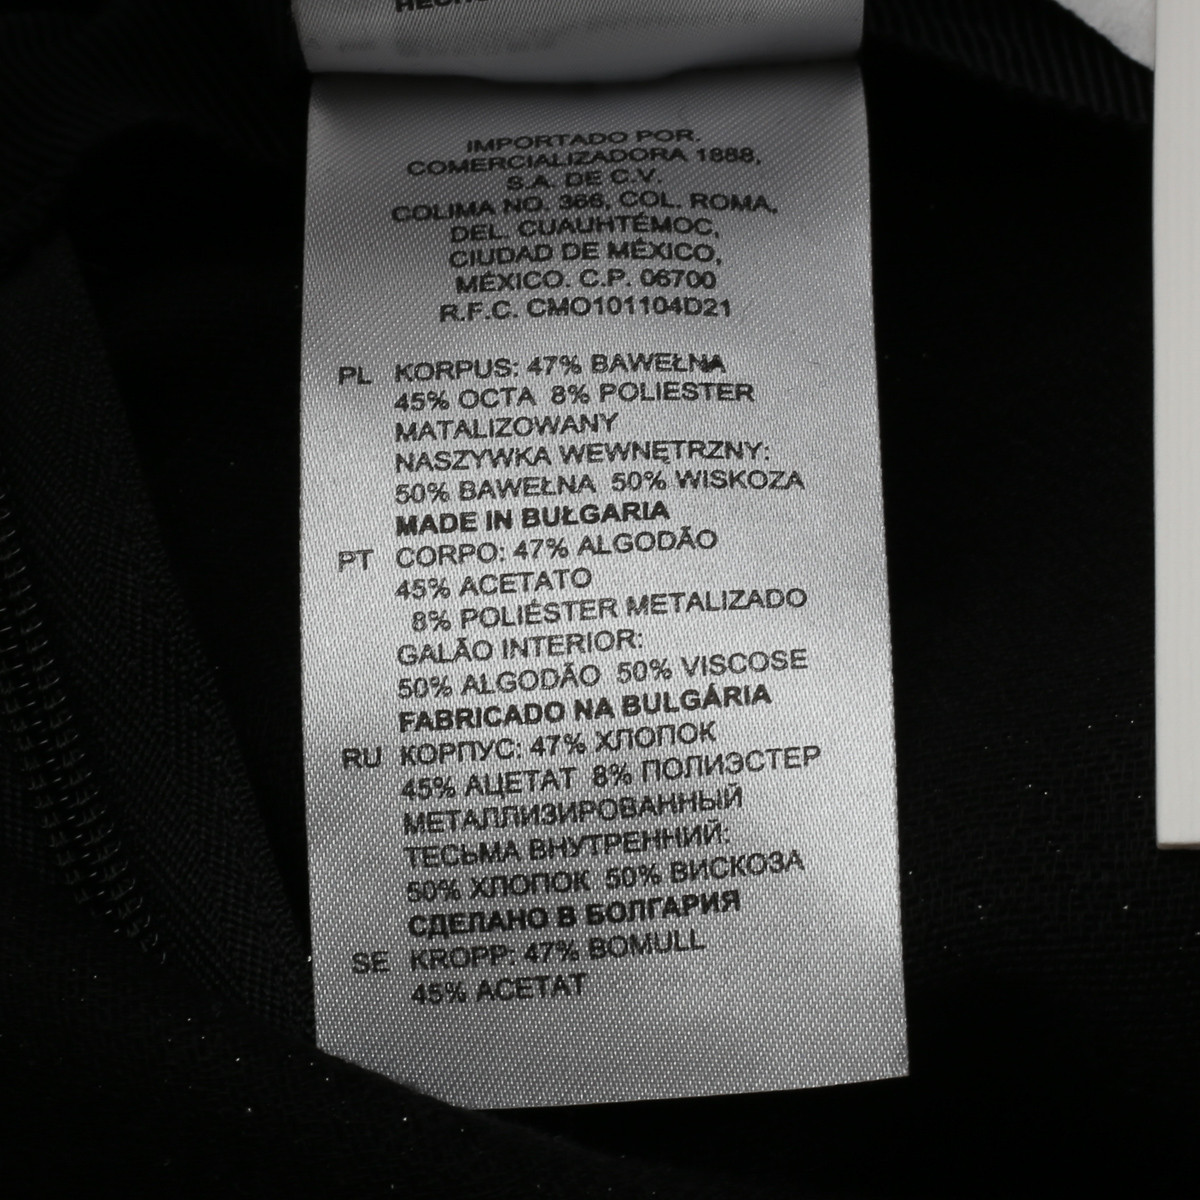 IMPORTADO POR.
COMERCIALIZADORA 1888,
S.A. DE C.V.
COLIMA NO. 366, COL. ROMA,
DEL. CUAUHTÉMOC,
CIUDAD DE MÉXICO,
MÉXICO. C.P. 06700
R.F.C. CMO101104D21
PL KORPUS: 47% BAWEŁNA
45% OCTA 8% POLIESTER
MATALIZOWANY
NASZYWKA WEWNĘTRZNY:
50% BAWEŁNA 50% WISKOZA
MADE IN BUŁGARIA
PT CORPO: 47% ALGODÃO
45% ACETATO
8% POLIÉSTER METALIZADO
GALÃO INTERIOR:
50% ALGODÃO 50% VISCOSE
FABRICADO NA BULGÁRIA
RU КОРПУС: 47% ХЛОПОК
45% АЦЕТАТ 8% ПОЛИЭСТЕР
МЕТАЛЛИЗИРОВАННЫЙ
ТЕСЬМА ВНУТРЕННИЙ:
50% ХЛОПОК 50% ВИСКОЗА
СДЕЛАНО В БОЛГАРИЯ
SE KROPP: 47% BOMULL
45% ACETAT